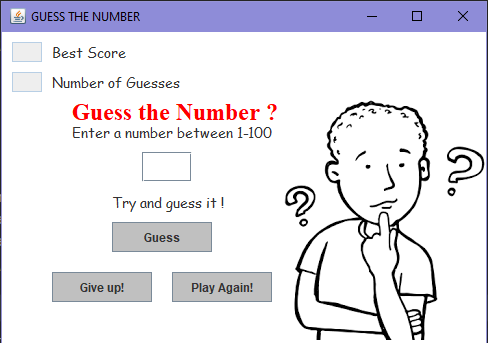 GUESS THE NUMBER
Best Score
Number of Guesses
Guess the Number ?
Enter a number between 1-100
Try and guess it !
Guess
Give up! Play Again!
? ?